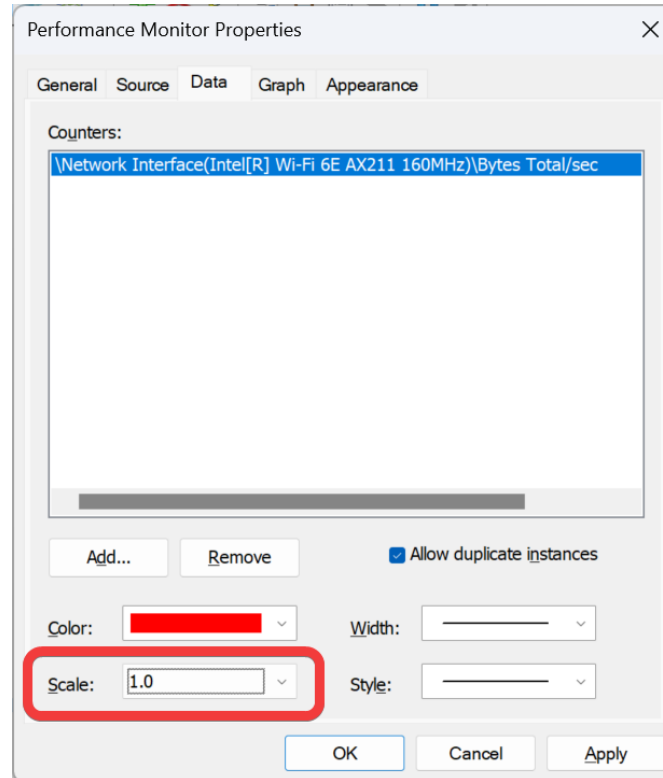 Performance Monitor Properties
General Source Data Graph Appearance
Counters:
\Network Interface(Intel[R] Wi-Fi 6E AX211 160MHz)\Bytes Total/sec
Add... Remove Allow duplicate instances
Color: Width:
Scale: 1.0 Style:
OK Cancel Apply